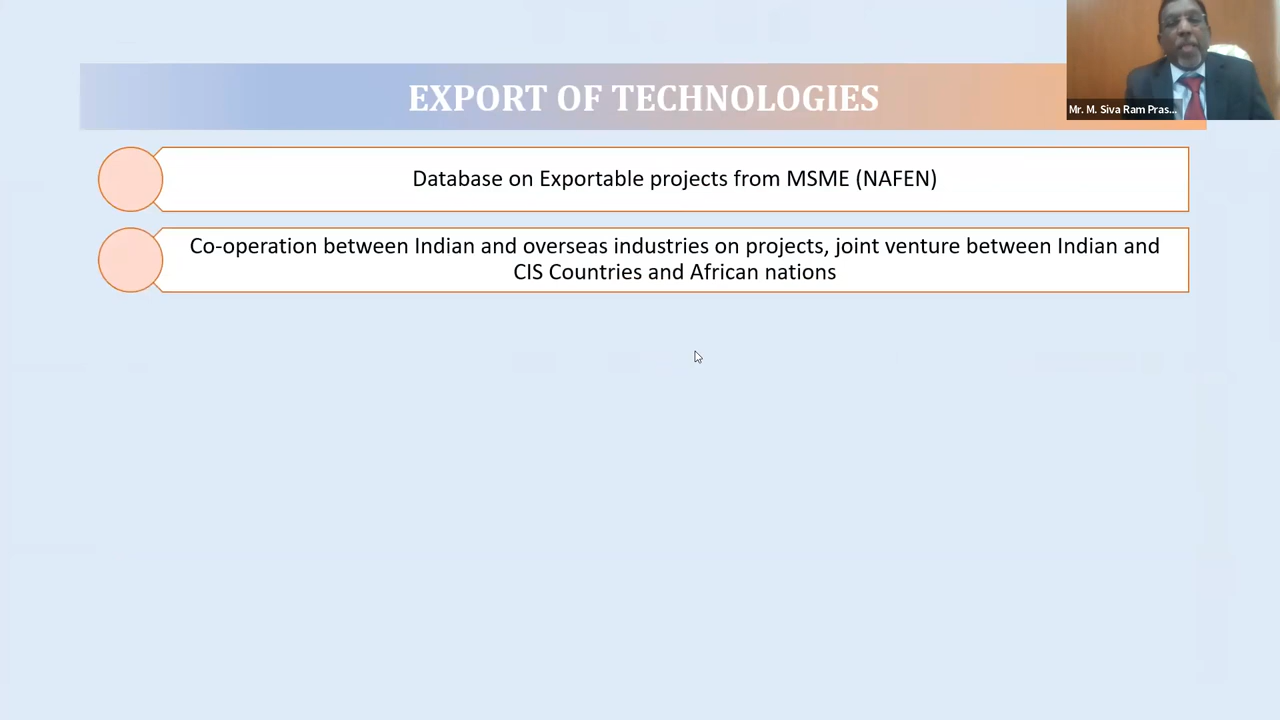 EXPORT OF TECHNOLOGIES
Mr. M. Siva Ram Pras...
Database on Exportable projects from MSME (NAFEN)
Co-operation between Indian and overseas industries on projects, joint venture between Indian and
CIS Countries and African nations